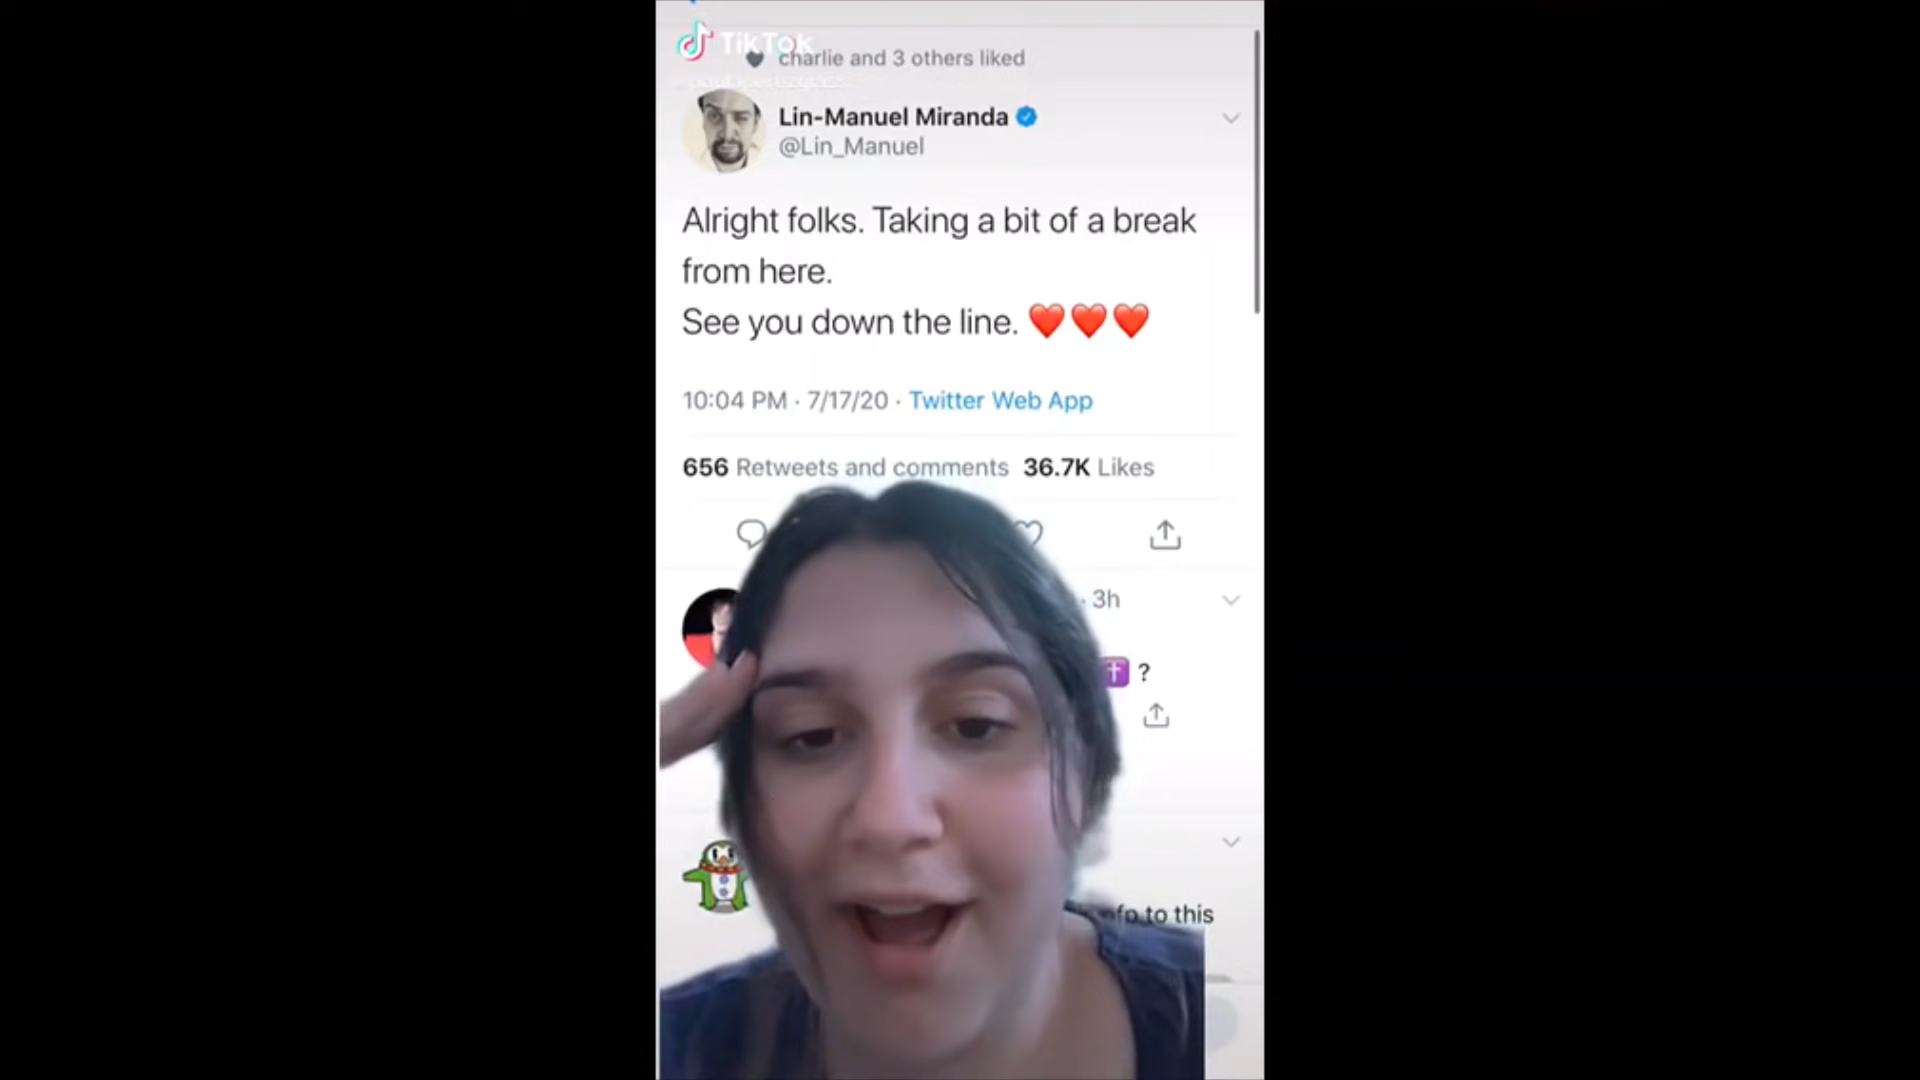 TikTok
charlie and 3 others liked
Lin-Manuel Miranda
@Lin_Manuel
Alright folks. Taking a bit of a break
from here.
See you down the line. ❤️❤️❤️
10:04 PM · 7/17/20 · Twitter Web App
656 Retweets and comments 36.7K Likes
· 3h
✝️ ?
to this